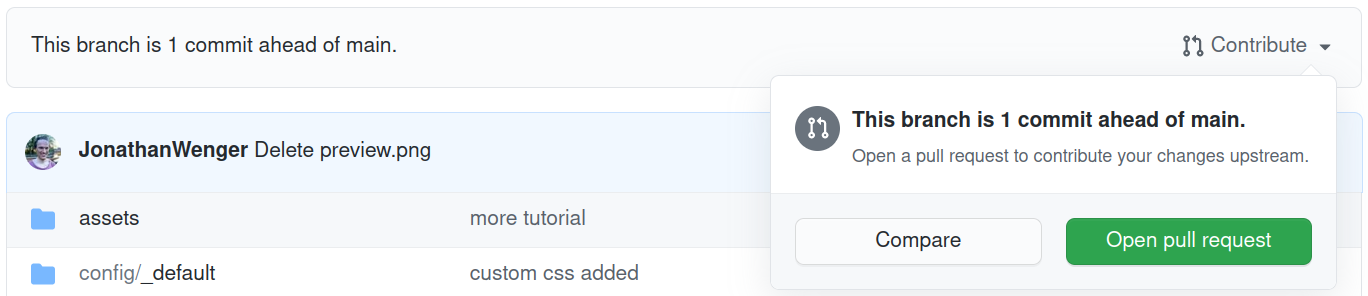 This branch is 1 commit ahead of main.
Contribute
This branch is 1 commit ahead of main.
Open a pull request to contribute your changes upstream.
Compare
Open pull request
JonathanWenger Delete preview.png
assets
more tutorial
config/_default
custom css added